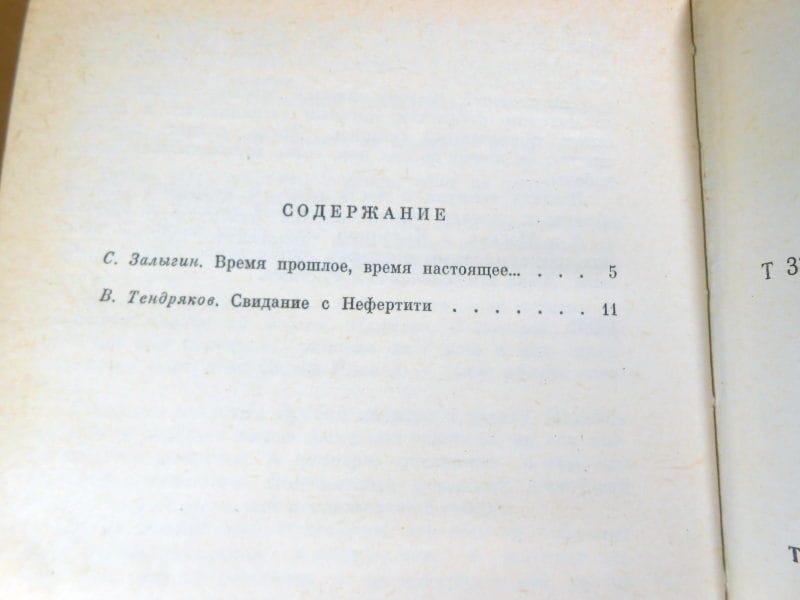 СОДЕРЖАНИЕ
С. Залыгин. Время прошлое, время настоящее... . . . 5
В. Тендряков. Свидание с Нефертити . . . . . . . 11
Т
Т